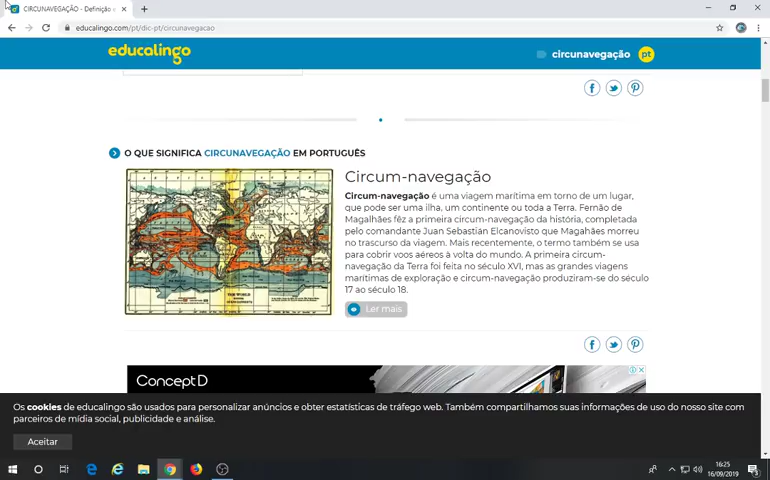 CIRCUNAVEGAÇÃO - Definição
educalingo.com/pt/dic-pt/circunavegacao
educalingo
circunavegação pt
O QUE SIGNIFICA CIRCUNAVEGAÇÃO EM PORTUGUÊS
Circum-navegação
Circum-navegação é uma viagem marítima em torno de um lugar,
que pode ser uma ilha, um continente ou toda a Terra. Fernão de
Magalhães fêz a primeira circum-navegação da história, completada
pelo comandante Juan Sebastian Elcanovisto que Magahães morreu
no trascurso da viagem. Mais recentemente, o termo também se usa
para cobrir voos aéreos à volta do mundo. A primeira circum-
navegação da Terra foi feita no século XVI, mas as grandes viagens
marítimas de exploração e circum-navegação produziram-se do século
17 ao século 18.
Ler mais
ConceptD
Os cookies de educalingo são usados para personalizar anúncios e obter estatísticas de tráfego web. Também compartilhamos suas informações de uso do nosso site com
parceiros de mídia social, publicidade e análise.
Aceitar
16:25
16/09/2019